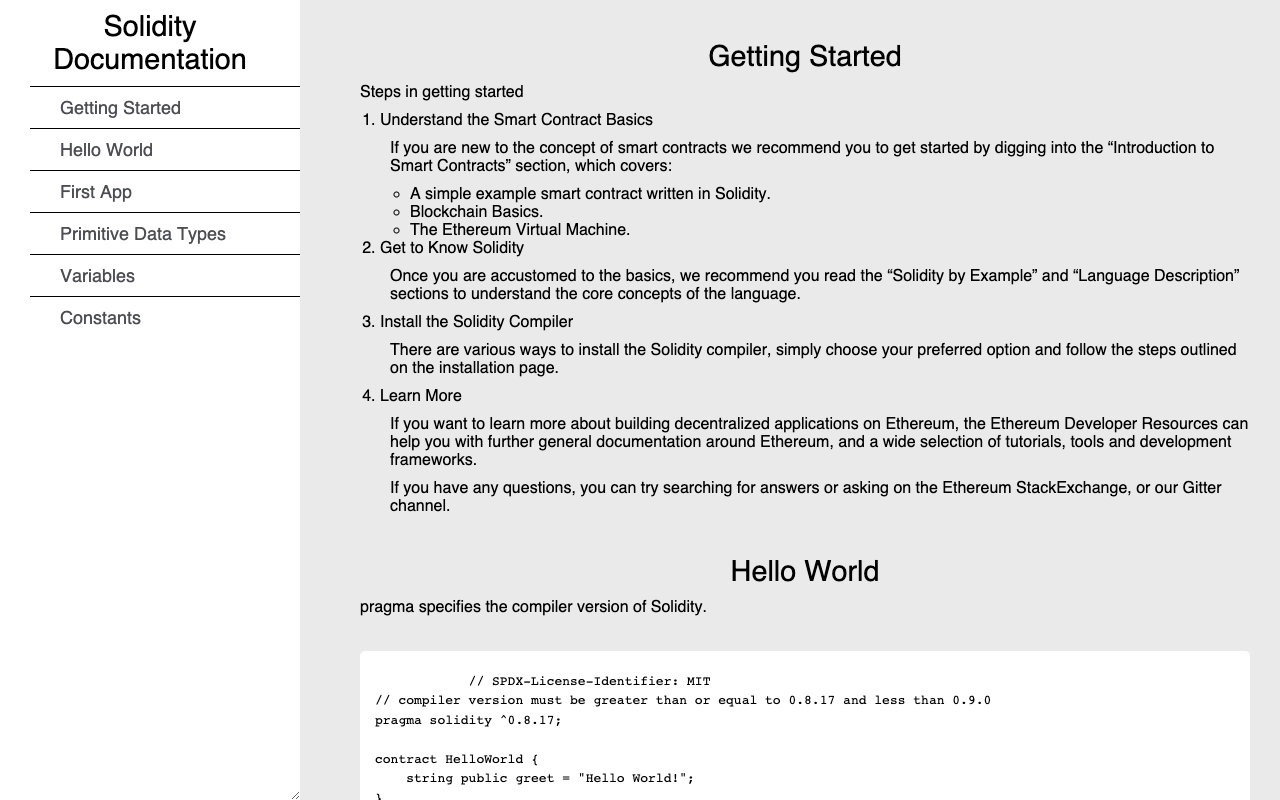 Solidity
Documentation
Getting Started
Hello World
First App
Primitive Data Types
Variables
Constants
Getting Started
Steps in getting started
1. Understand the Smart Contract Basics
If you are new to the concept of smart contracts we recommend you to get started by digging into the “Introduction to
Smart Contracts” section, which covers:
A simple example smart contract written in Solidity.
Blockchain Basics.
The Ethereum Virtual Machine.
2. Get to Know Solidity
Once you are accustomed to the basics, we recommend you read the “Solidity by Example” and “Language Description”
sections to understand the core concepts of the language.
3. Install the Solidity Compiler
There are various ways to install the Solidity compiler, simply choose your preferred option and follow the steps outlined
on the installation page.
4. Learn More
If you want to learn more about building decentralized applications on Ethereum, the Ethereum Developer Resources can
help you with further general documentation around Ethereum, and a wide selection of tutorials, tools and development
frameworks.
If you have any questions, you can try searching for answers or asking on the Ethereum StackExchange, or our Gitter
channel.
Hello World
pragma specifies the compiler version of Solidity.
// SPDX-License-Identifier: MIT
// compiler version must be greater than or equal to 0.8.17 and less than 0.9.0
pragma solidity ^0.8.17;
contract HelloWorld {
string public greet = "Hello World!";
}